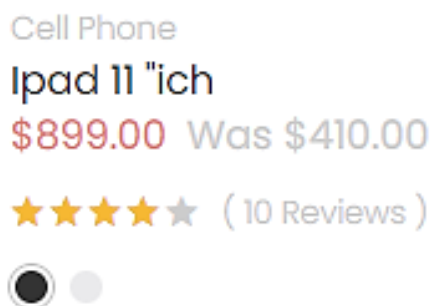 Cell Phone
Ipad 11 "ich
$899.00 Was $410.00
( 10 Reviews )